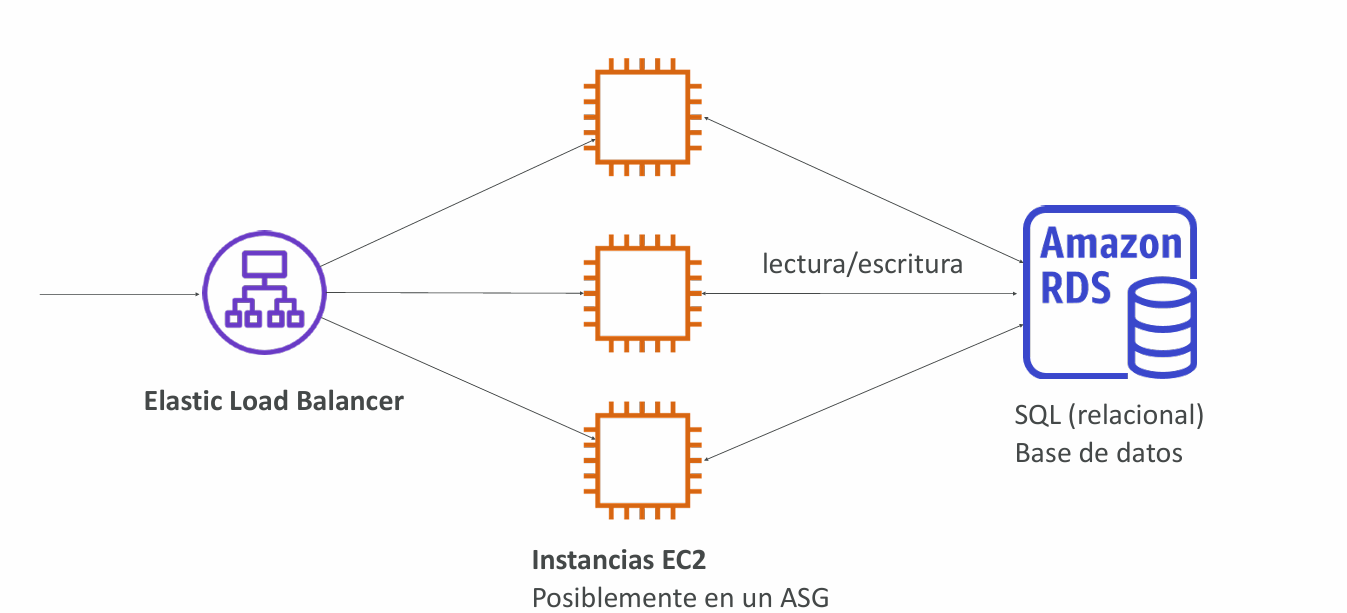 Amazon
RDS
lectura/escritura
Elastic Load Balancer
SQL (relacional)
Base de datos
Instancias EC2
Posiblemente en un ASG